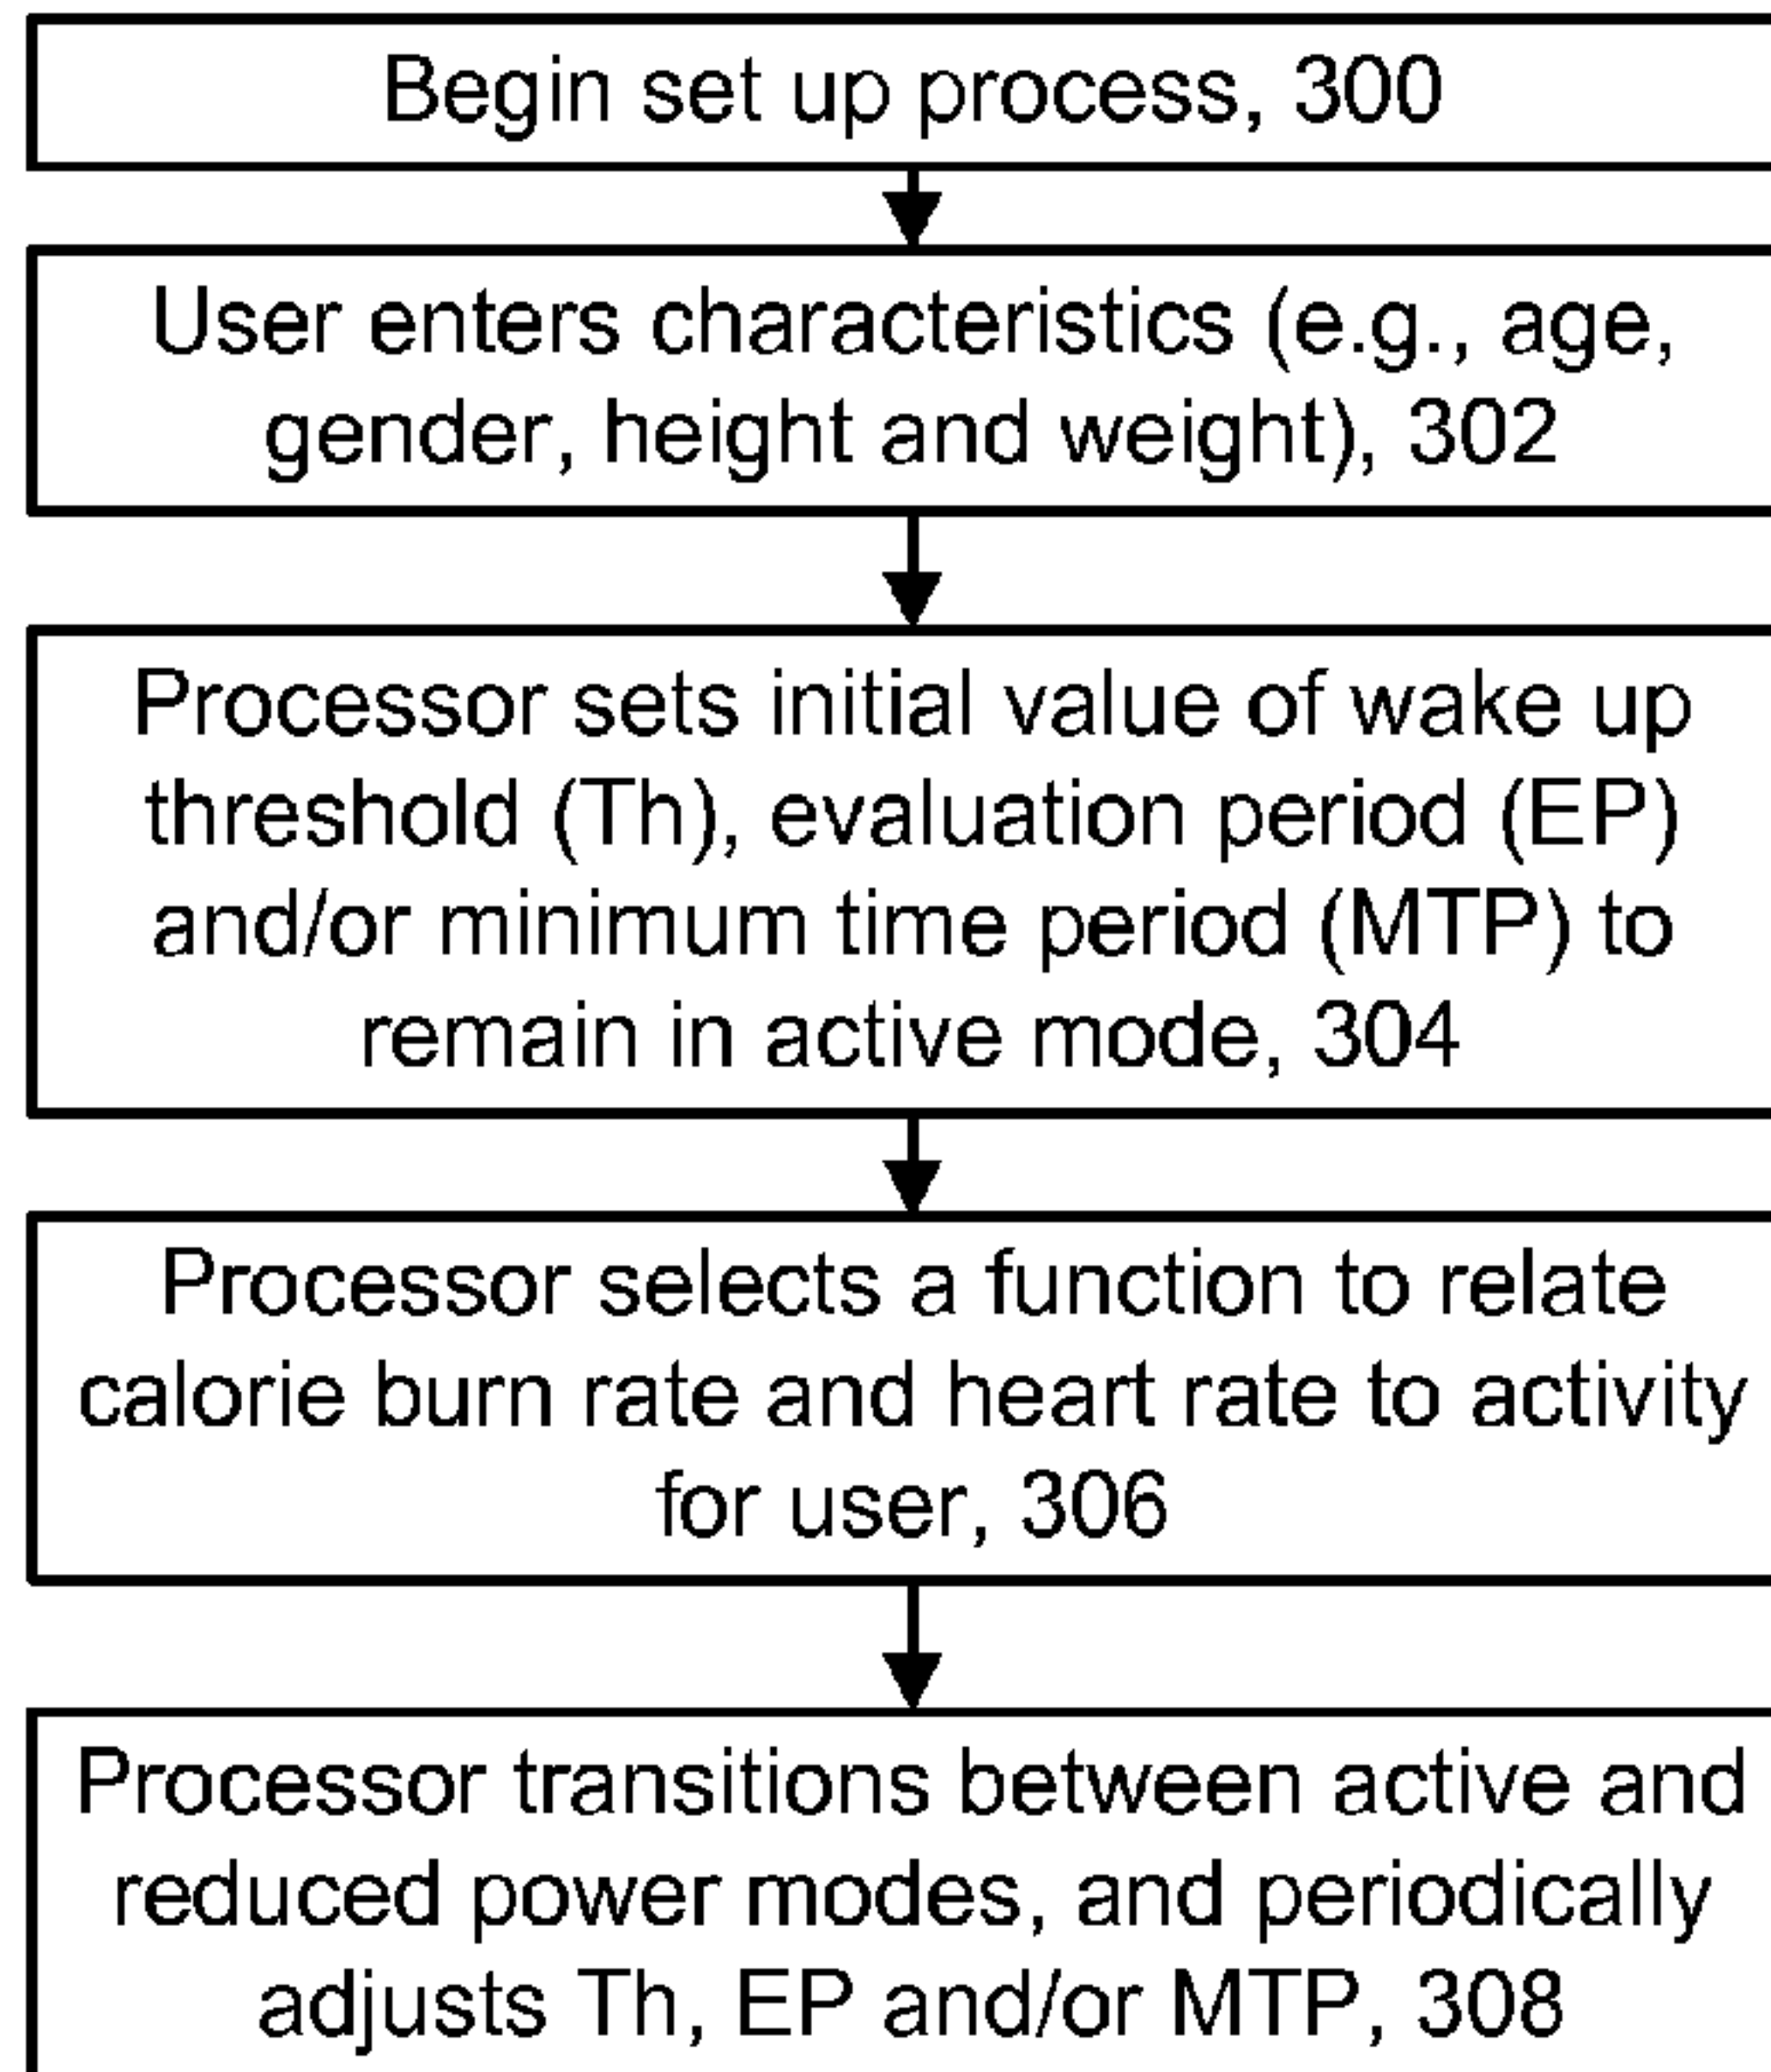 Begin set up process, 300
User enters characteristics (e.g., age,
gender, height and weight), 302
Processor sets initial value of wake up
threshold (Th), evaluation period (EP)
and/or minimum time period (MTP) to
remain in active mode, 304
Processor selects a function to relate
calorie burn rate and heart rate to activity
for user, 306
Processor transitions between active and
reduced power modes, and periodically
adjusts Th, EP and/or MTP, 308